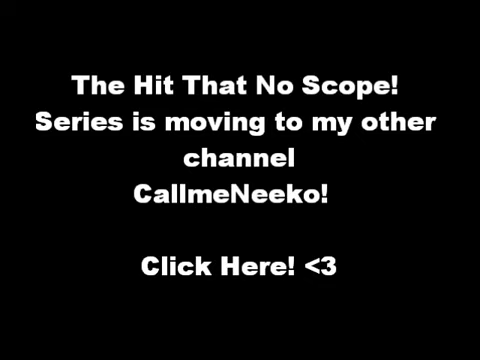 The Hit That No Scope!
Series is moving to my other
channel
CallmeNeeko!
Click Here! <3